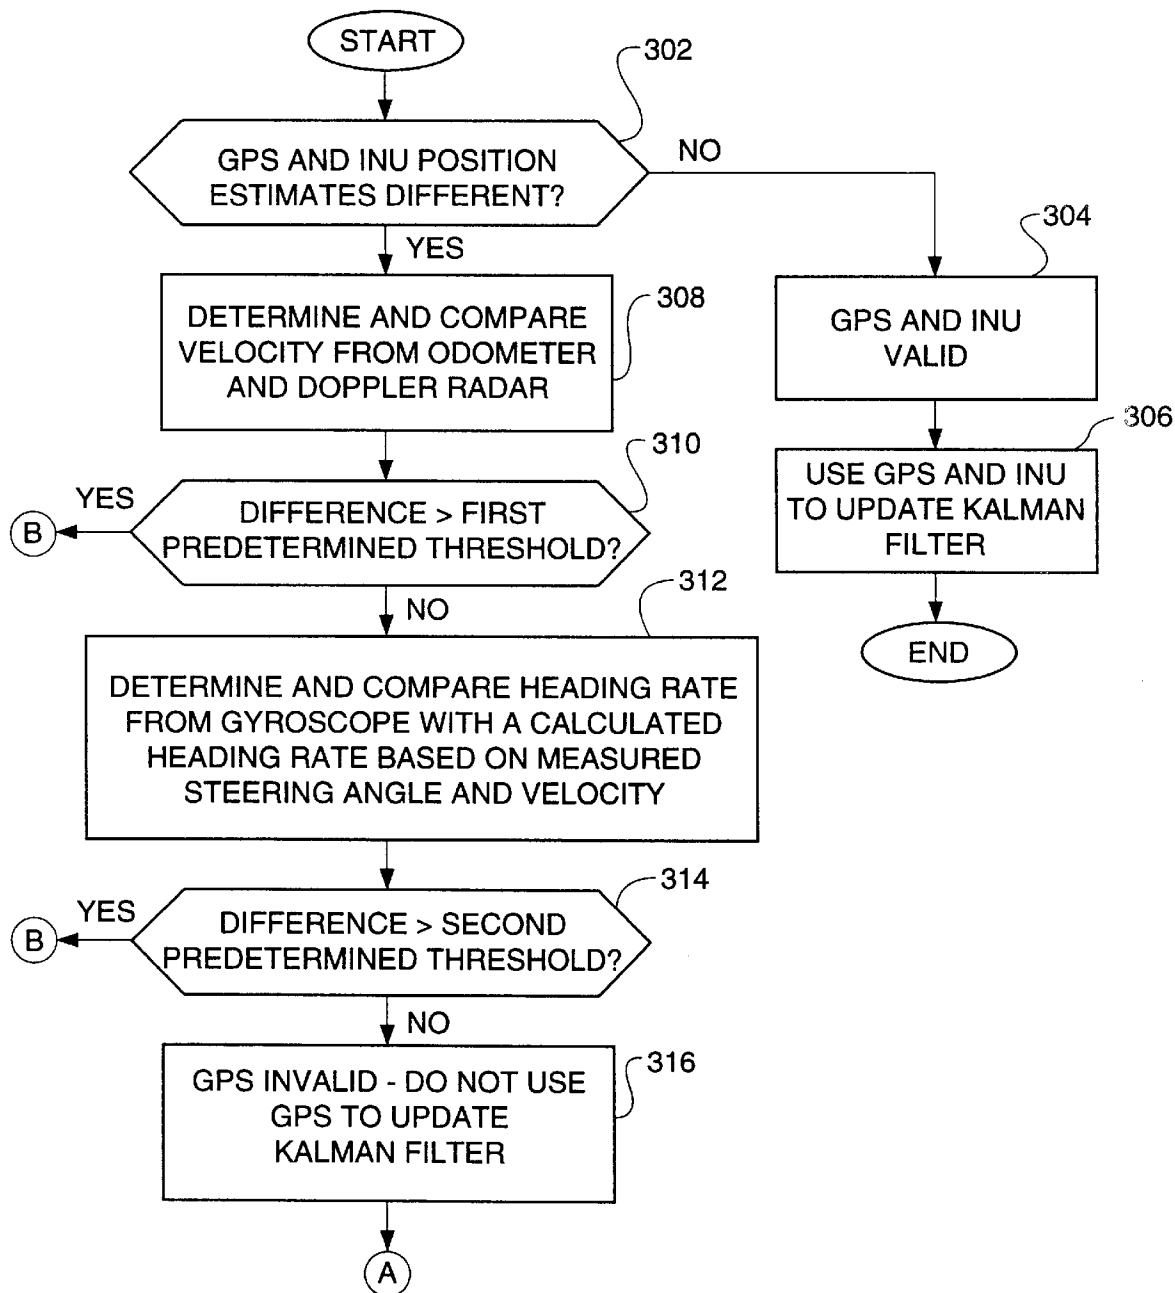 START
302
GPS AND INU POSITION
ESTIMATES DIFFERENT?
NO
YES
304
GPS AND INU
VALID
308
DETERMINE AND COMPARE
VELOCITY FROM ODOMETER
AND DOPPLER RADAR
306
USE GPS AND INU
TO UPDATE KALMAN
FILTER
END
310
DIFFERENCE > FIRST
PREDETERMINED THRESHOLD?
YES
B
NO
312
DETERMINE AND COMPARE HEADING RATE
FROM GYROSCOPE WITH A CALCULATED
HEADING RATE BASED ON MEASURED
STEERING ANGLE AND VELOCITY
314
DIFFERENCE > SECOND
PREDETERMINED THRESHOLD?
YES
B
NO
316
GPS INVALID - DO NOT USE
GPS TO UPDATE
KALMAN FILTER
A